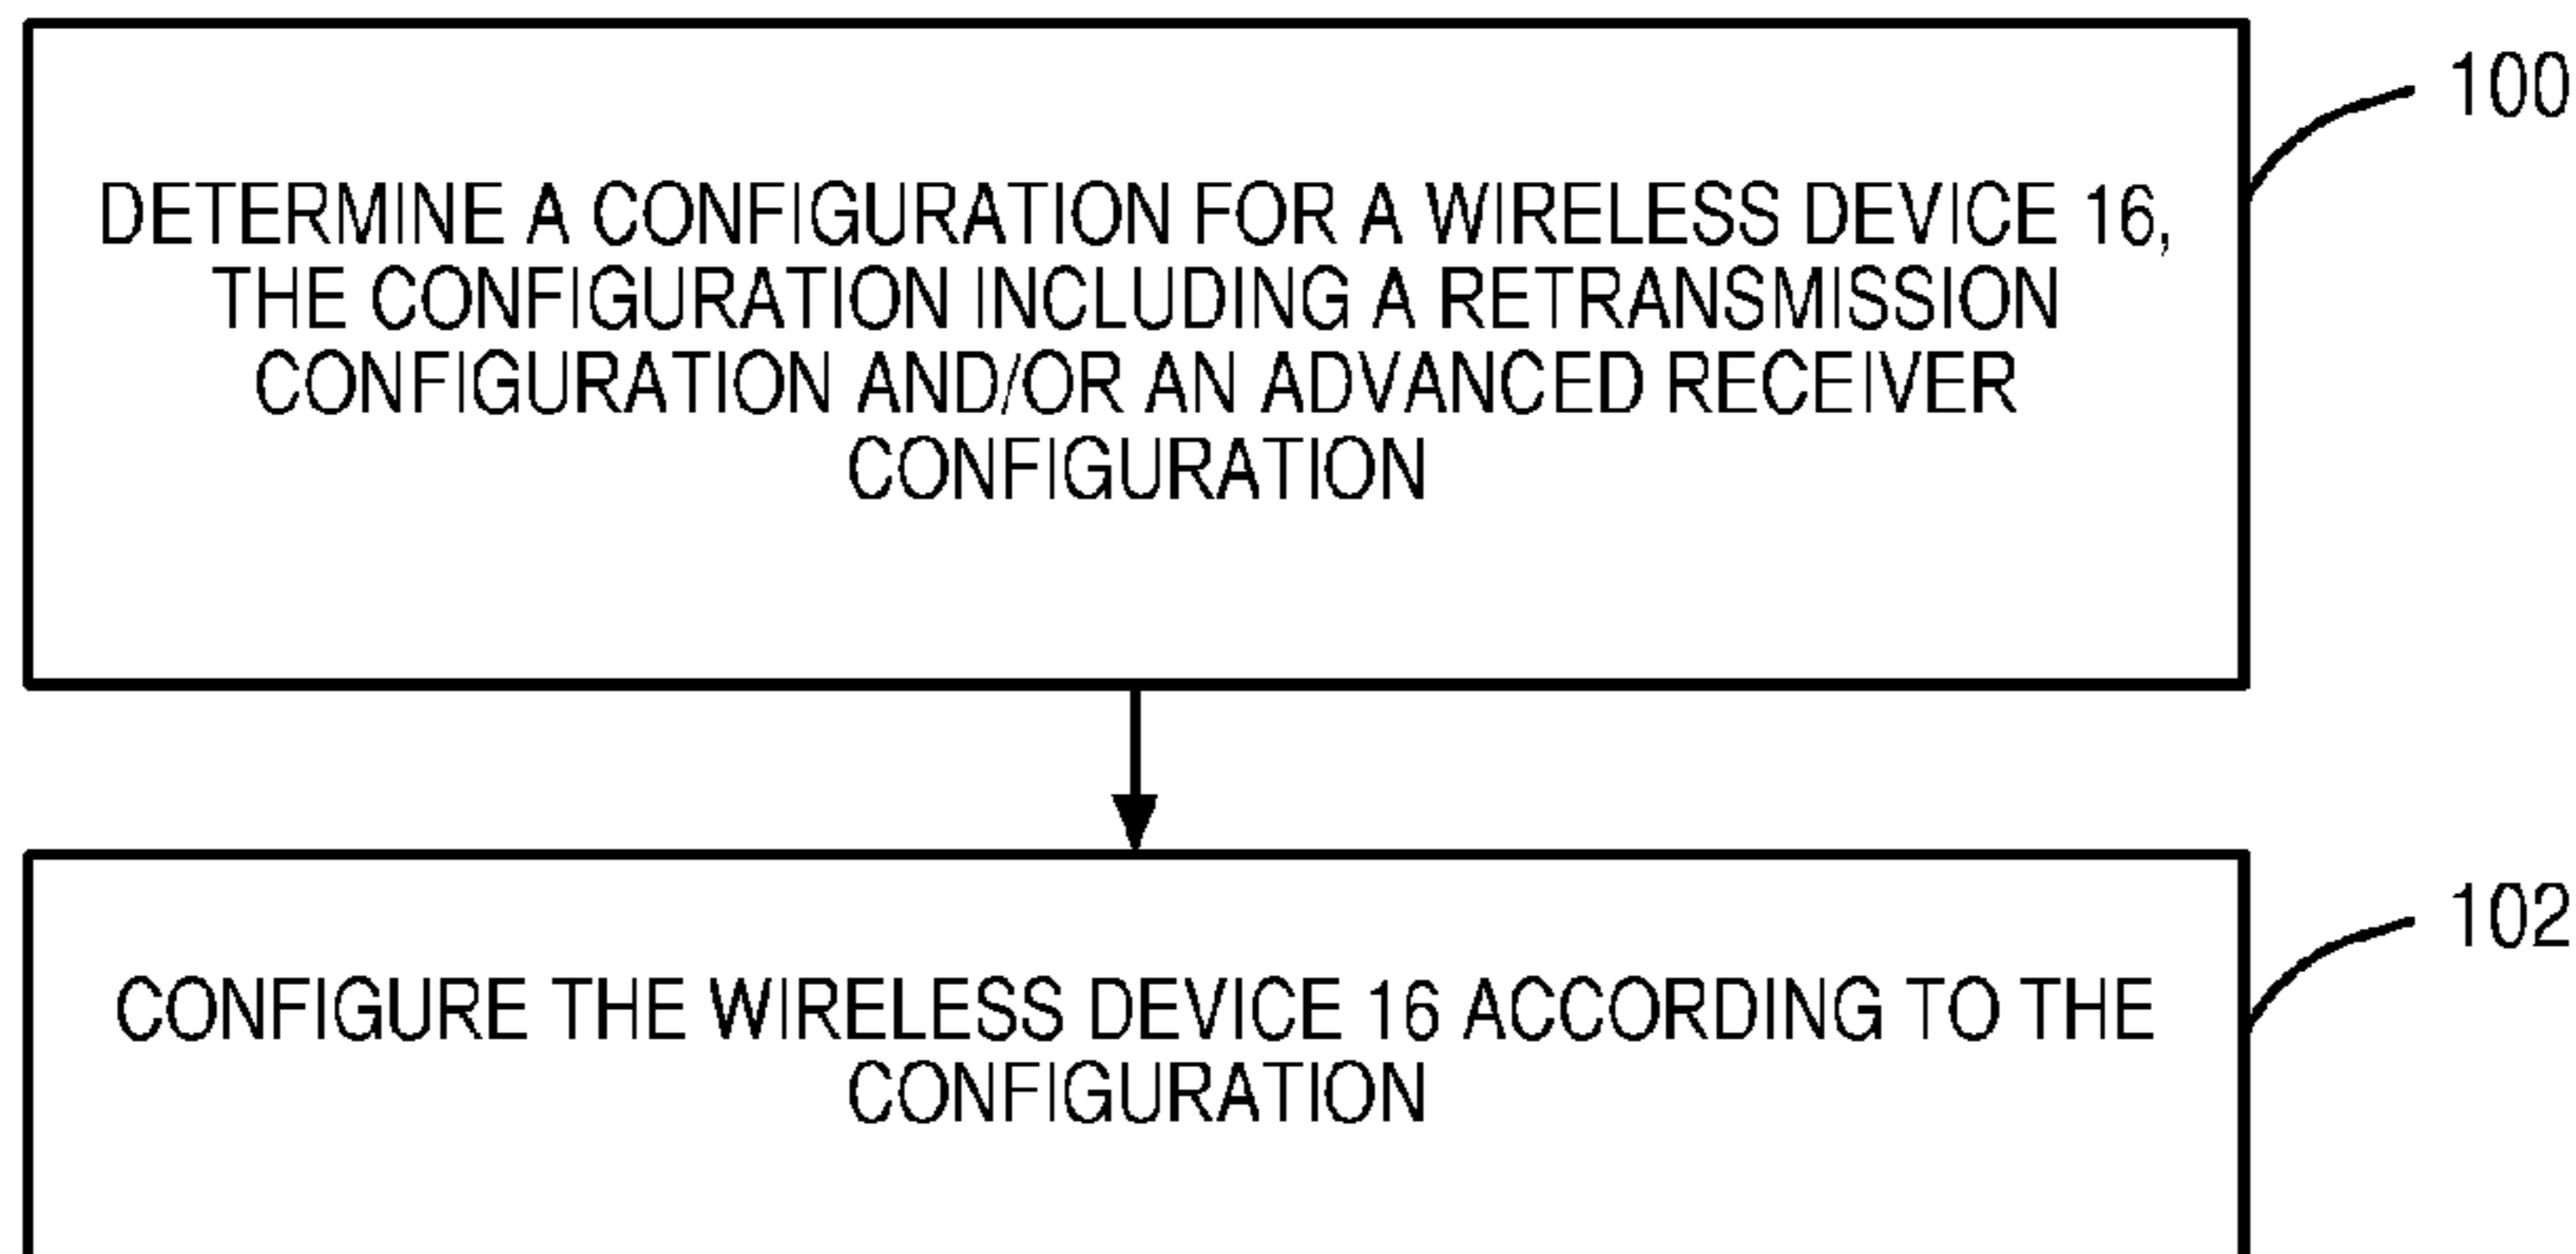 100
DETERMINE A CONFIGURATION FOR A WIRELESS DEVICE 16,
THE CONFIGURATION INCLUDING A RETRANSMISSION
CONFIGURATION AND/OR AN ADVANCED RECEIVER
CONFIGURATION
102
CONFIGURE THE WIRELESS DEVICE 16 ACCORDING TO THE
CONFIGURATION